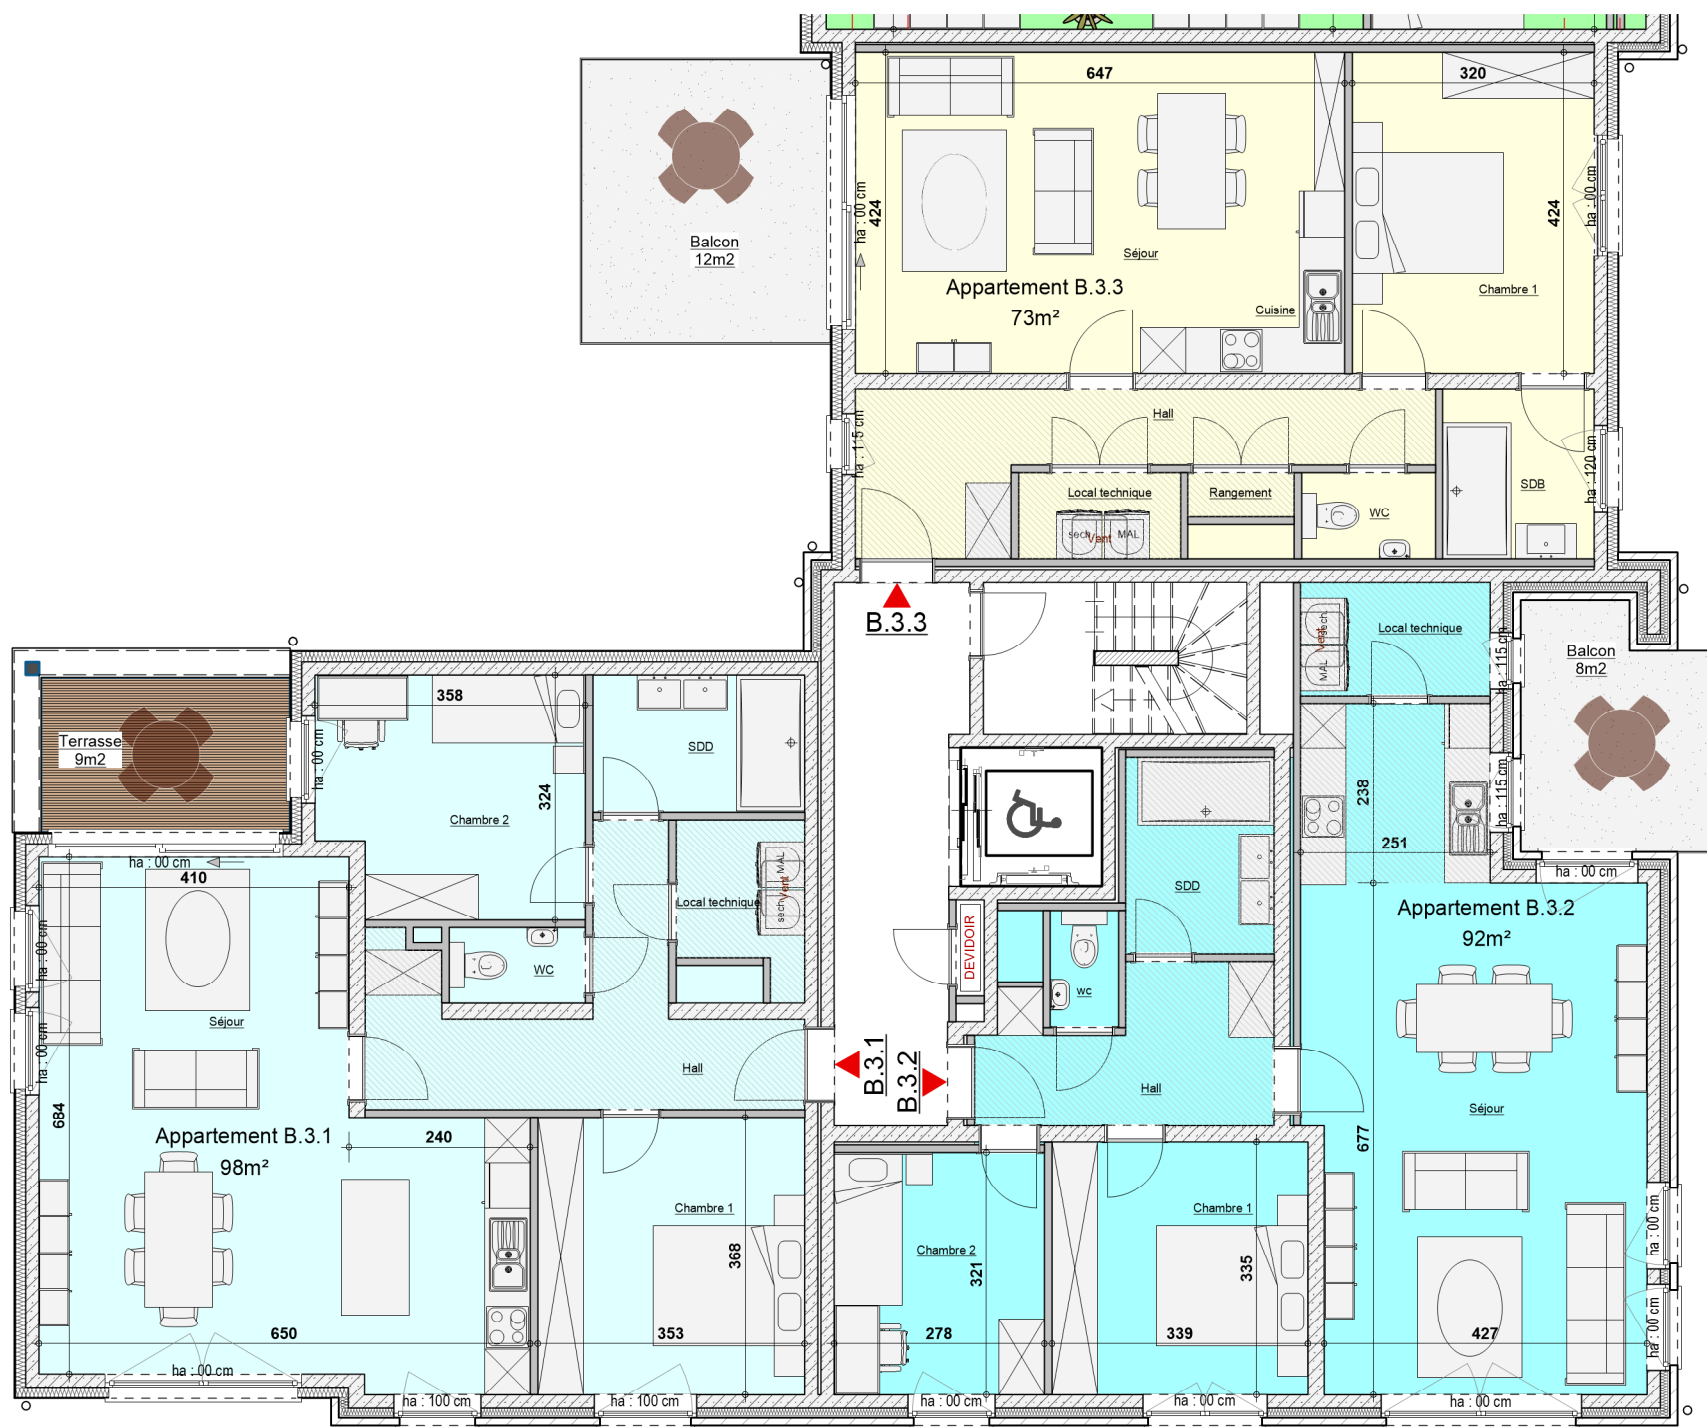 647
320
424
ha : 00 cm
Balcon
12m2
Séjour
Appartement B.3.3
73m²
Cuisine
Chambre 1
424
ha : 00 cm
Hall
ha : 115 cm
Local technique
Rangement
WC
SDB
ha : 120 cm
sech
Vent
MAL
B.3.3
Local technique
sech
Vent
MAL
ha : 115 cm
Balcon
8m2
Terrasse
9m2
ha : 00 cm
358
324
SDD
Chambre 2
238
ha : 115 cm
251
ha : 00 cm
ha : 00 cm
410
Local technique
MAL
Vent
sech
SDD
DEVIDOIR
Appartement B.3.2
92m²
WC
wc
ha : 00 cm
ha : 00 cm
Séjour
Hall
B.3.1
B.3.2
Hall
Séjour
684
677
Appartement B.3.1
98m²
240
Chambre 1
368
Chambre 2
321
Chambre 1
335
ha : 00 cm
ha : 00 cm
650
353
278
339
427
ha : 00 cm
ha : 100 cm
ha : 100 cm
ha : 00 cm
ha : 00 cm
ha : 00 cm